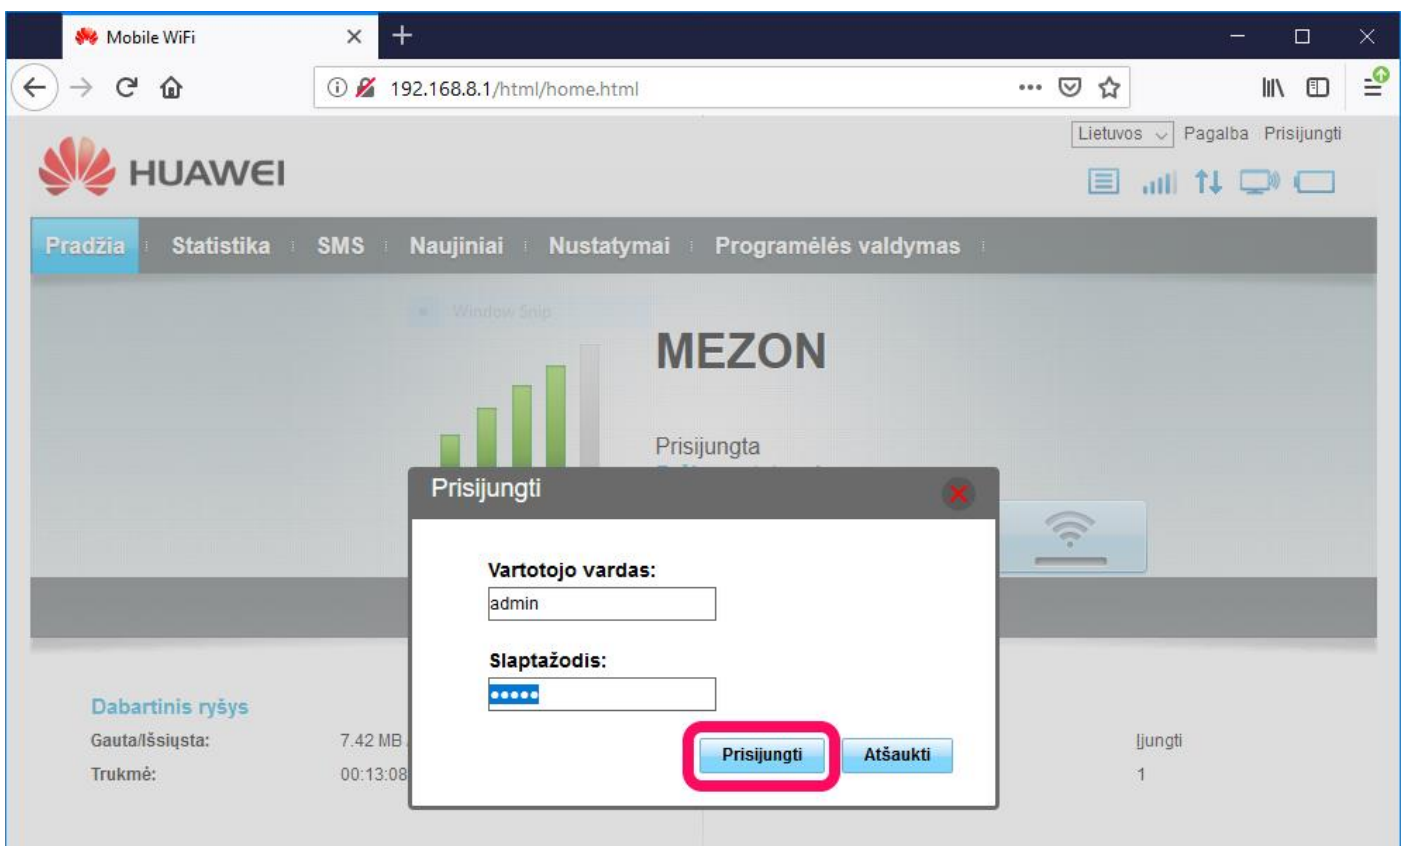 Mobile WiFi
192.168.8.1/html/home.html
Lietuvos Pagalba Prisijungti
HUAWEI
Pradžia Statistika SMS Naujiniai Nustatymai Programėlės valdymas
Window Snip
MEZON
Prisijungta
Prisijungti
Vartotojo vardas:
admin
Slaptažodis:
•••••
Prisijungti Atšaukti
Dabartinis ryšys
Gauta/Išsiųsta: 7.42 MB Įjungti
Trukmė: 00:13:08 1